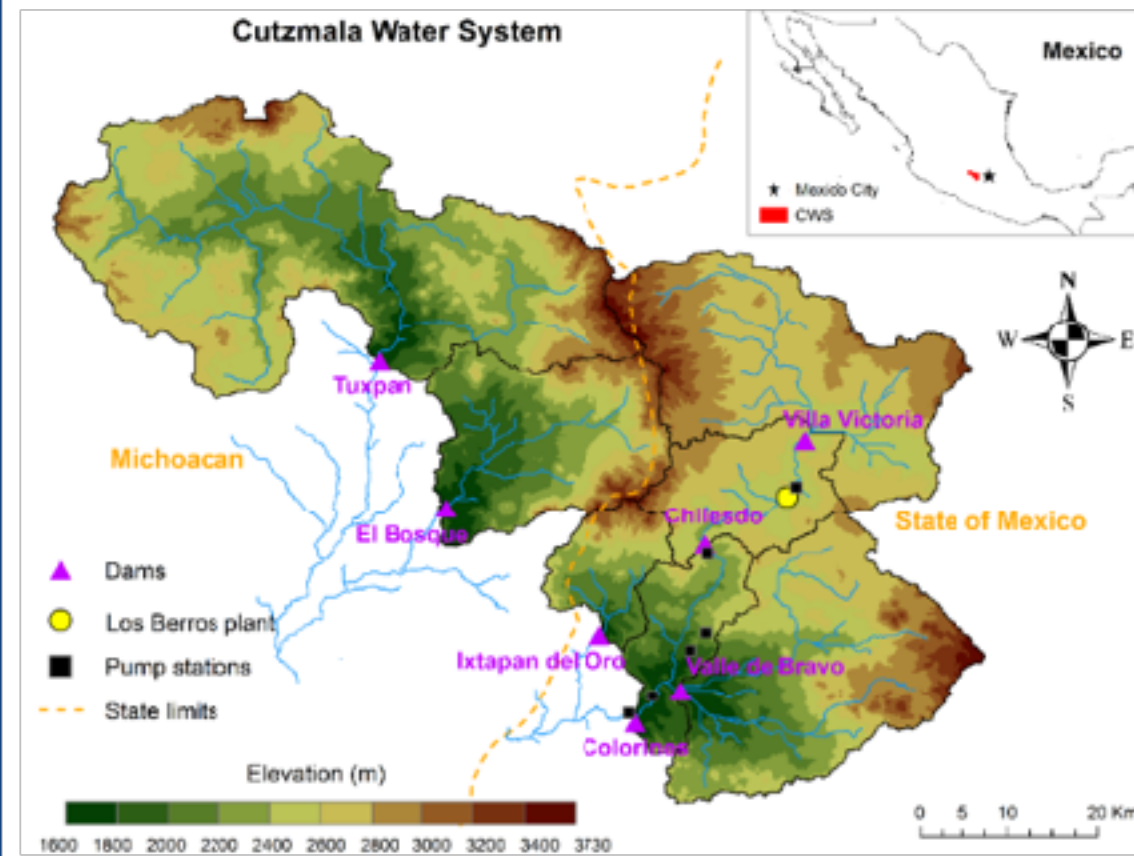 Cutzmala Water System
Mexico
Mexico City
CWS
N
W
E
S
Tuxpan
Villa Victoria
Michoacan
Chilesdo
State of Mexico
El Bosque
Dams
Los Berros plant
Ixtapan del Oro
Valle de Bravo
Pump stations
State limits
Colorines
Elevation (m)
0 5 10 20 Km
1600 1800 2000 2200 2400 2600 2800 3000 3200 3400 3730